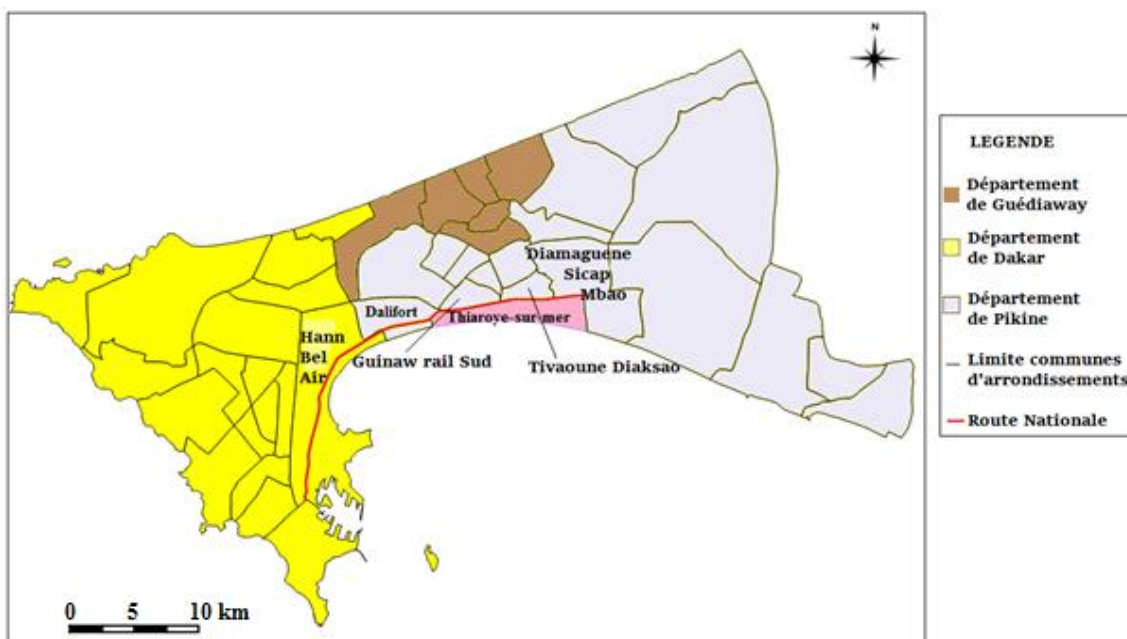 N
Diamaguene
Sicap
Mbao
Dalifort
Thiaroye-sur-mer
Hann
Bel
Air
Guinaw rail Sud
Tivaoune Diaksao
0 5 10 km
LEGENDE
Département
de Guédiaway
Département
de Dakar
Département
de Pikine
Limite communes
d'arrondissements
Route Nationale